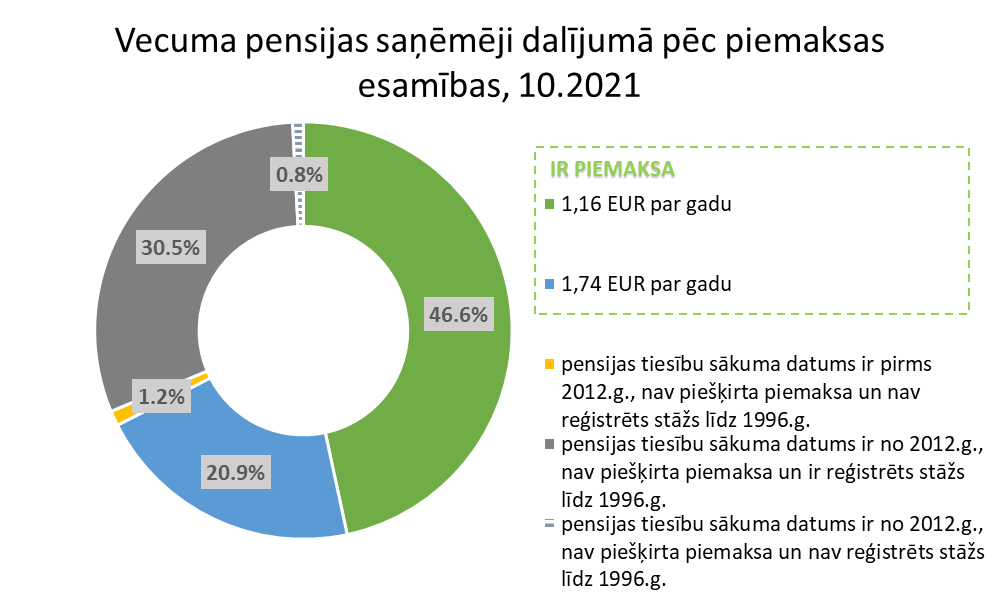 Vecuma pensijas saņēmēji dalījumā pēc piemaksas
esamības, 10.2021
0.8%
30.5%
46.6%
1.2%
20.9%
IR PIEMAKSA
1,16 EUR par gadu
1,74 EUR par gadu
pensijas tiesību sākuma datums ir pirms
2012.g., nav piešķirta piemaksa un nav
reģistrēts stāžs līdz 1996.g.
pensijas tiesību sākuma datums ir no 2012.g.,
nav piešķirta piemaksa un ir reģistrēts stāžs
līdz 1996.g.
pensijas tiesību sākuma datums ir no 2012.g.,
nav piešķirta piemaksa un nav reģistrēts stāžs
līdz 1996.g.